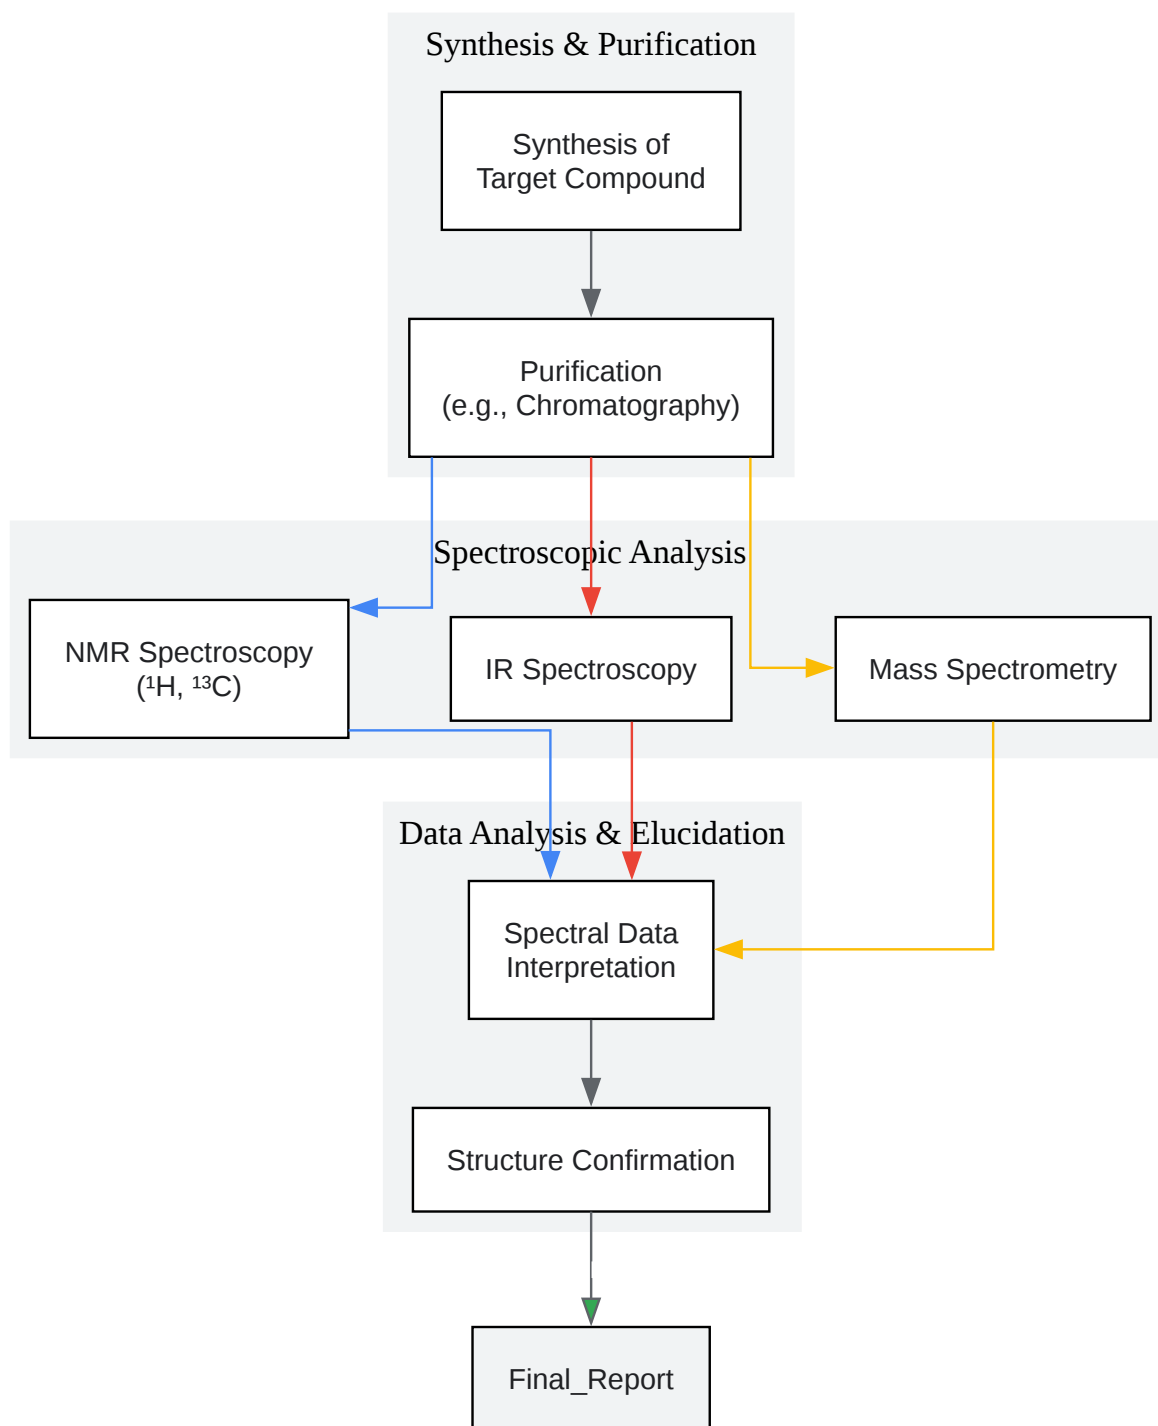 Synthesis & Purification
Synthesis of
Target Compound
Purification
(e.g., Chromatography)
Spectroscopic Analysis
NMR Spectroscopy
(¹H, ¹³C)
IR Spectroscopy
Mass Spectrometry
Data Analysis & Elucidation
Spectral Data
Interpretation
Structure Confirmation
Final_Report